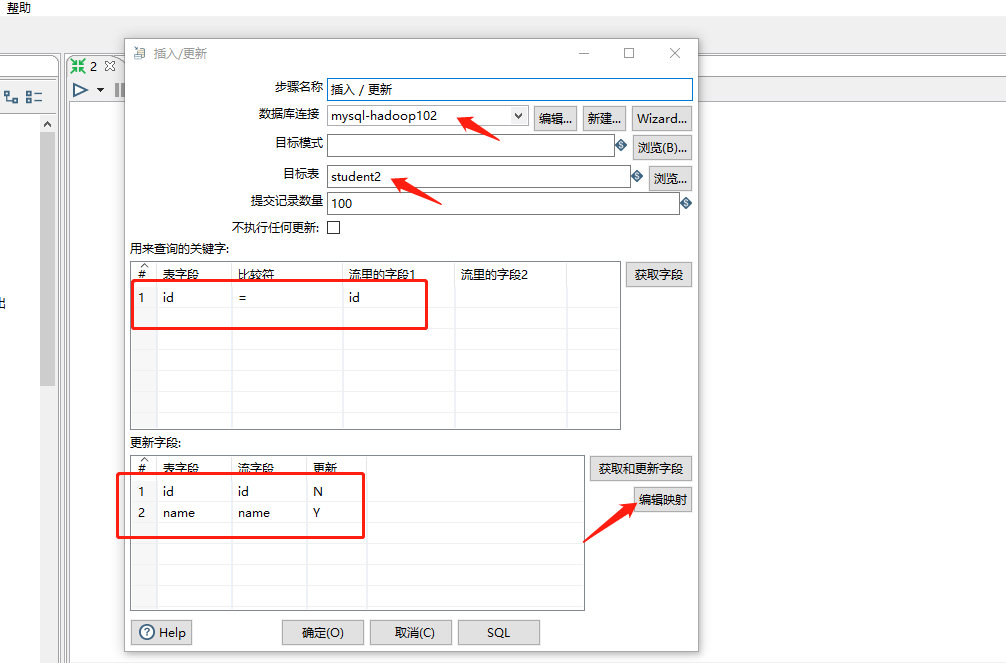 帮助
2
插入/更新
步骤名称 插入 / 更新
数据库连接 mysql-hadoop102 编辑... 新建... Wizard...
目标模式 浏览(B)...
目标表 student2 浏览...
提交记录数量 100
不执行任何更新:
用来查询的关键字:
# 表字段 比较符 流里的字段1 流里的字段2 获取字段
1 id = id
更新字段:
# 表字段 流字段 更新 获取和更新字段
1 id id N 编辑映射
2 name name Y
Help 确定(O) 取消(C) SQL